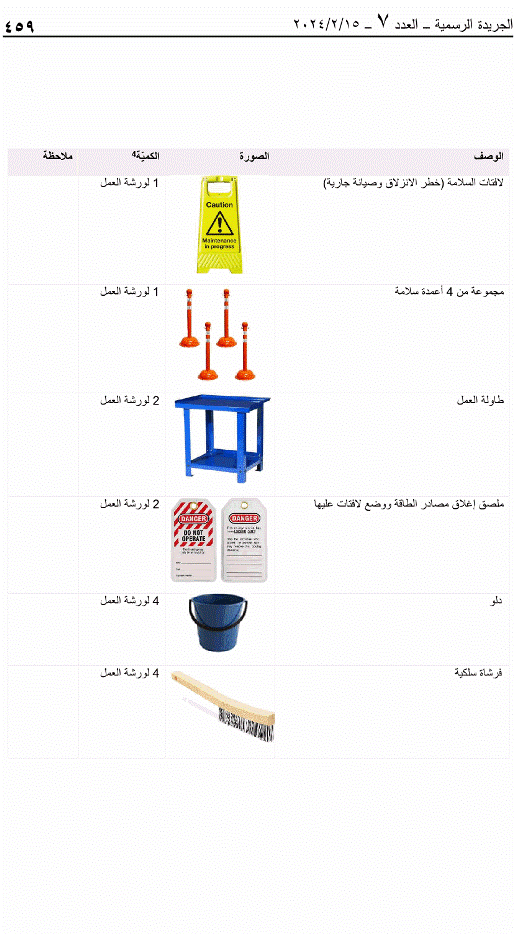 الجريدة الرسمية – العدد ٧ – ٢٠٢٤/٢/١٥
٤٥٩
الوصف الصورة الكميّة4 ملاحظة
لافتات السلامة (خطر الانزلاق وصيانة جارية) 1 لورشة العمل
Caution
Maintenance
in progress
مجموعة من 4 أعمدة سلامة 1 لورشة العمل
طاولة العمل 2 لورشة العمل
ملصق إغلاق مصادر الطاقة ووضع لافتات عليها 2 لورشة العمل
DANGER
DO NOT
OPERATE
DANGER
دلو 4 لورشة العمل
فرشاة سلكية 4 لورشة العمل